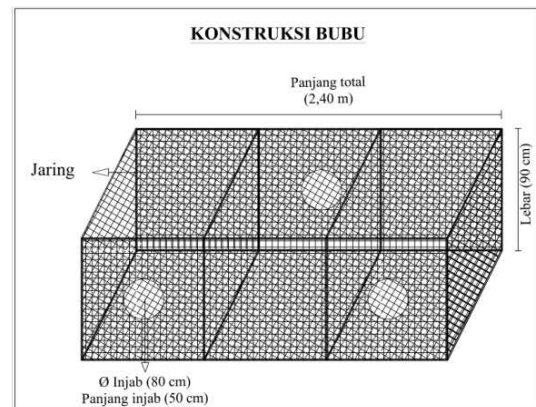 KONSTRUKSI BUBU
Panjang total
(2,40 m)
Jaring
Lebar (90 cm)
Ø Injab (80 cm)
Panjang injab (50 cm)